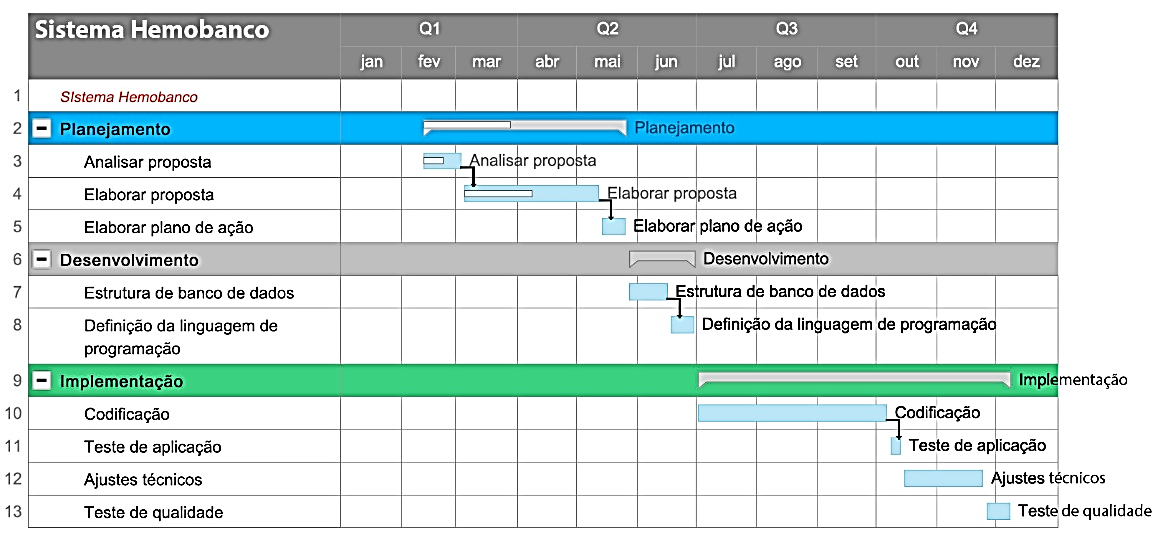 Sistema Hemobanco Q1 Q2 Q3 Q4
jan fev mar abr mai jun jul ago set out nov dez
1 SIstema Hemobanco
2 Planejamento Planejamento
3 Analisar proposta Analisar proposta
4 Elaborar proposta Elaborar proposta
5 Elaborar plano de ação Elaborar plano de ação
6 Desenvolvimento Desenvolvimento
7 Estrutura de banco de dados Estrutura de banco de dados
8 Definição da linguagem de Definição da linguagem de programação
programação
9 Implementação Implementação
10 Codificação Codificação
11 Teste de aplicação Teste de aplicação
12 Ajustes técnicos Ajustes técnicos
13 Teste de qualidade Teste de qualidade